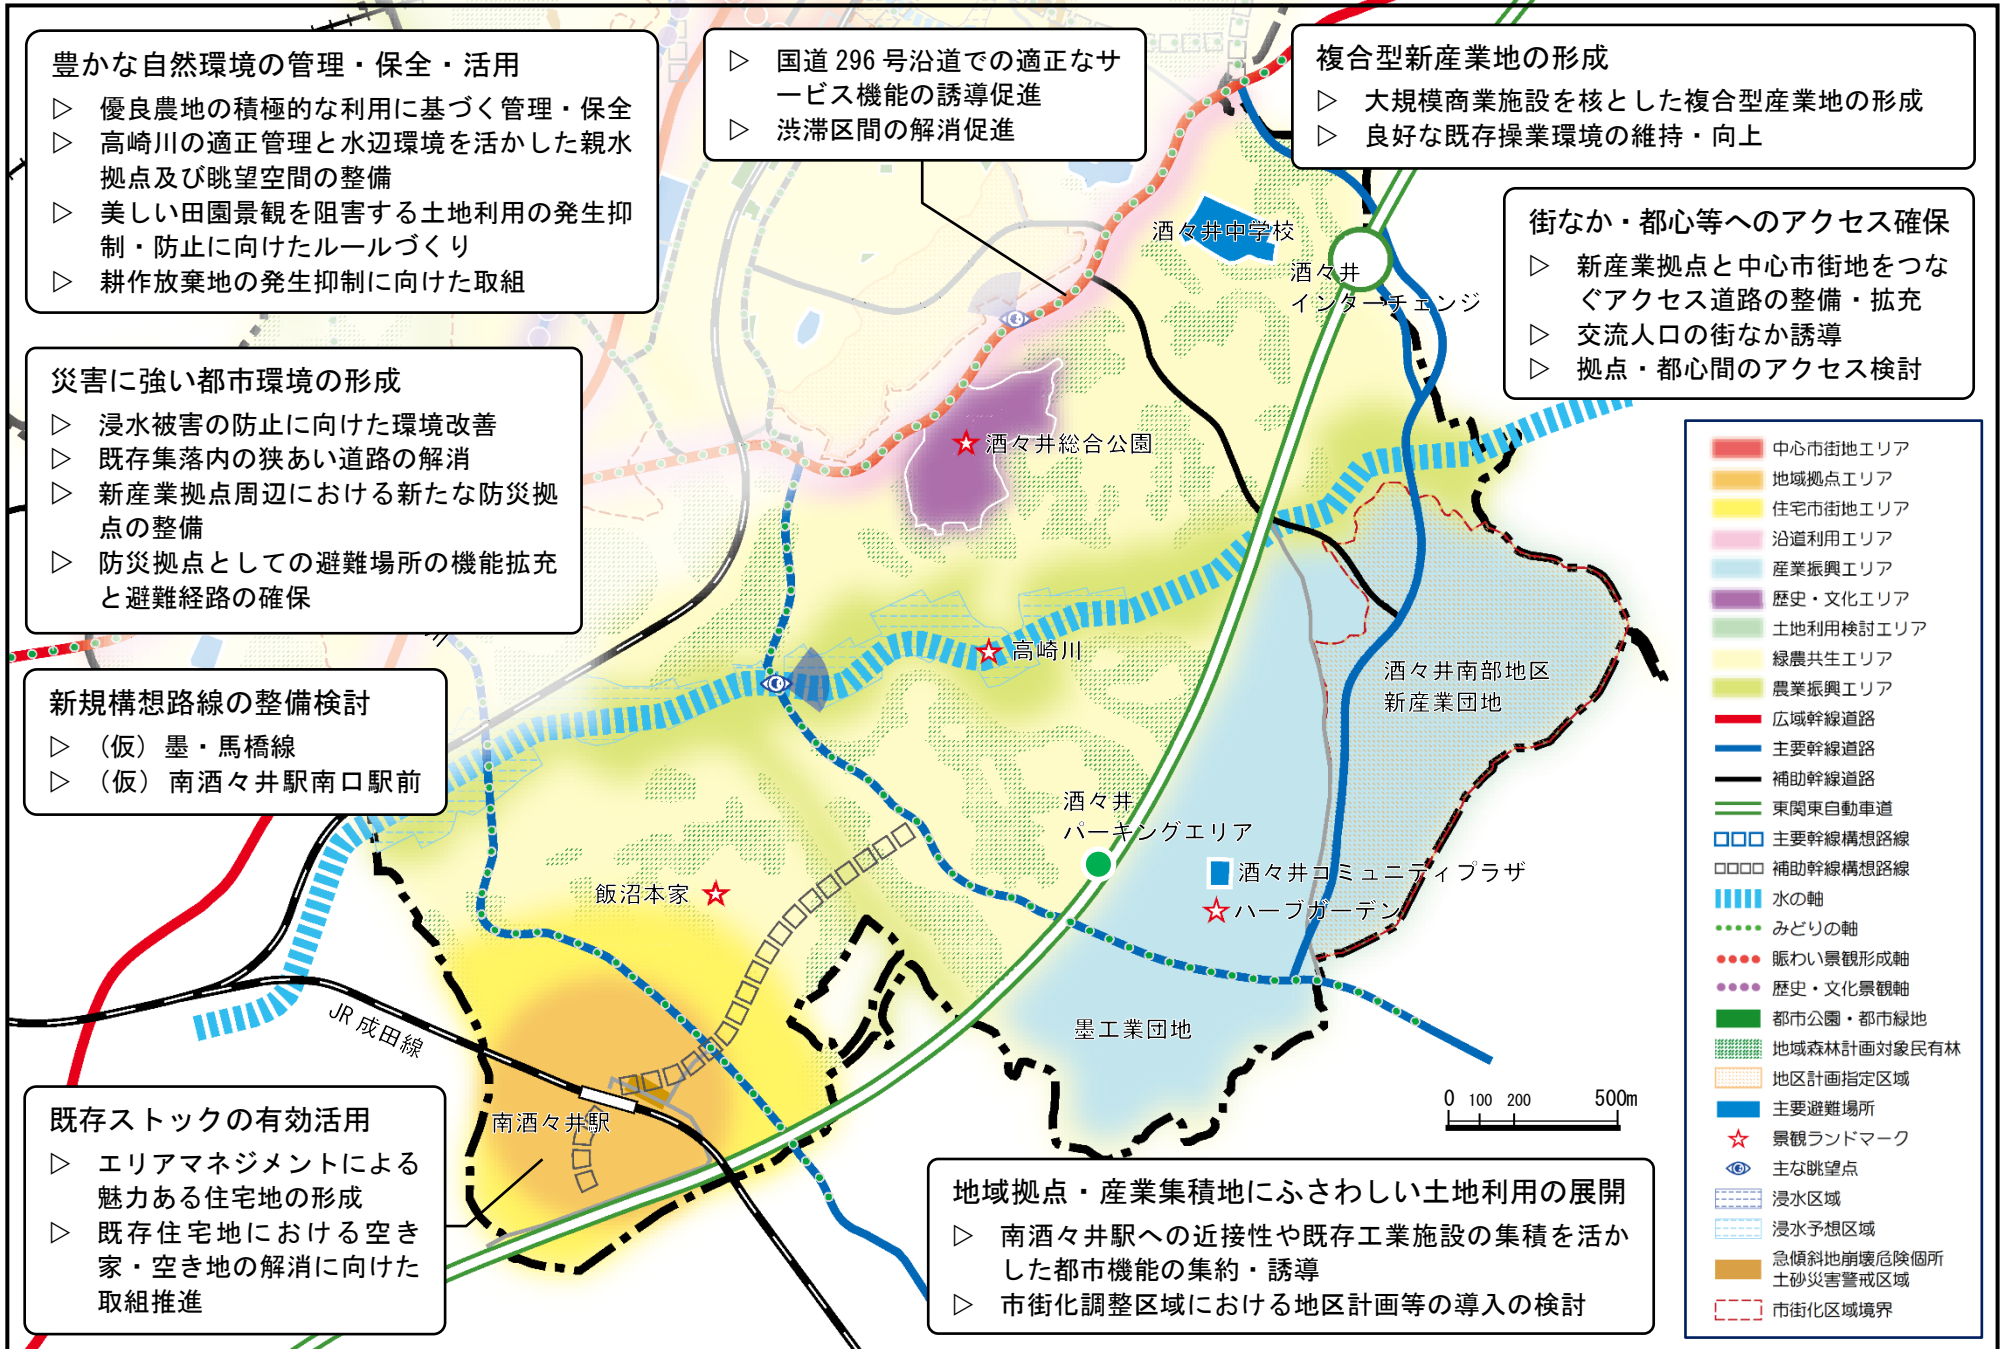 豊かな自然環境の管理・保全・活用
▷ 優良農地の積極的な利用に基づく管理・保全
▷ 高崎川の適正管理と水辺環境を活かした親水
拠点及び眺望空間の整備
▷ 美しい田園景観を阻害する土地利用の発生抑
制・防止に向けたルールづくり
▷ 耕作放棄地の発生抑制に向けた取組
▷ 国道 296 号沿道での適正なサ
ービス機能の誘導促進
▷ 渋滞区間の解消促進
複合型新産業地の形成
▷ 大規模商業施設を核とした複合型産業地の形成
▷ 良好な既存操業環境の維持・向上
街なか・都心等へのアクセス確保
▷ 新産業拠点と中心市街地をつな
ぐアクセス道路の整備・拡充
▷ 交流人口の街なか誘導
▷ 拠点・都心間のアクセス検討
災害に強い都市環境の形成
▷ 浸水被害の防止に向けた環境改善
▷ 既存集落内の狭あい道路の解消
▷ 新産業拠点周辺における新たな防災拠
点の整備
▷ 防災拠点としての避難場所の機能拡充
と避難経路の確保
新規構想路線の整備検討
▷ （仮）墨・馬橋線
▷ （仮）南酒々井駅南口駅前
既存ストックの有効活用
▷ エリアマネジメントによる
魅力ある住宅地の形成
▷ 既存住宅地における空き
家・空き地の解消に向けた
取組推進
地域拠点・産業集積地にふさわしい土地利用の展開
▷ 南酒々井駅への近接性や既存工業施設の集積を活か
した都市機能の集約・誘導
▷ 市街化調整区域における地区計画等の導入の検討
酒々井中学校
酒々井
インターチェンジ
酒々井総合公園
高崎川
酒々井南部地区
新産業団地
酒々井
パーキングエリア
酒々井コミュニティプラザ
ハーブガーデン
飯沼本家
墨工業団地
JR 成田線
南酒々井駅
0 100 200 500m
中心市街地エリア
地域拠点エリア
住宅市街地エリア
沿道利用エリア
産業振興エリア
歴史・文化エリア
土地利用検討エリア
緑農共生エリア
農業振興エリア
広域幹線道路
主要幹線道路
補助幹線道路
東関東自動車道
主要幹線構想路線
補助幹線構想路線
水の軸
みどりの軸
賑わい景観形成軸
歴史・文化景観軸
都市公園・都市緑地
地域森林計画対象民有林
地区計画指定区域
主要避難場所
景観ランドマーク
主な眺望点
浸水区域
浸水予想区域
急傾斜地崩壊危険個所
土砂災害警戒区域
市街化区域境界